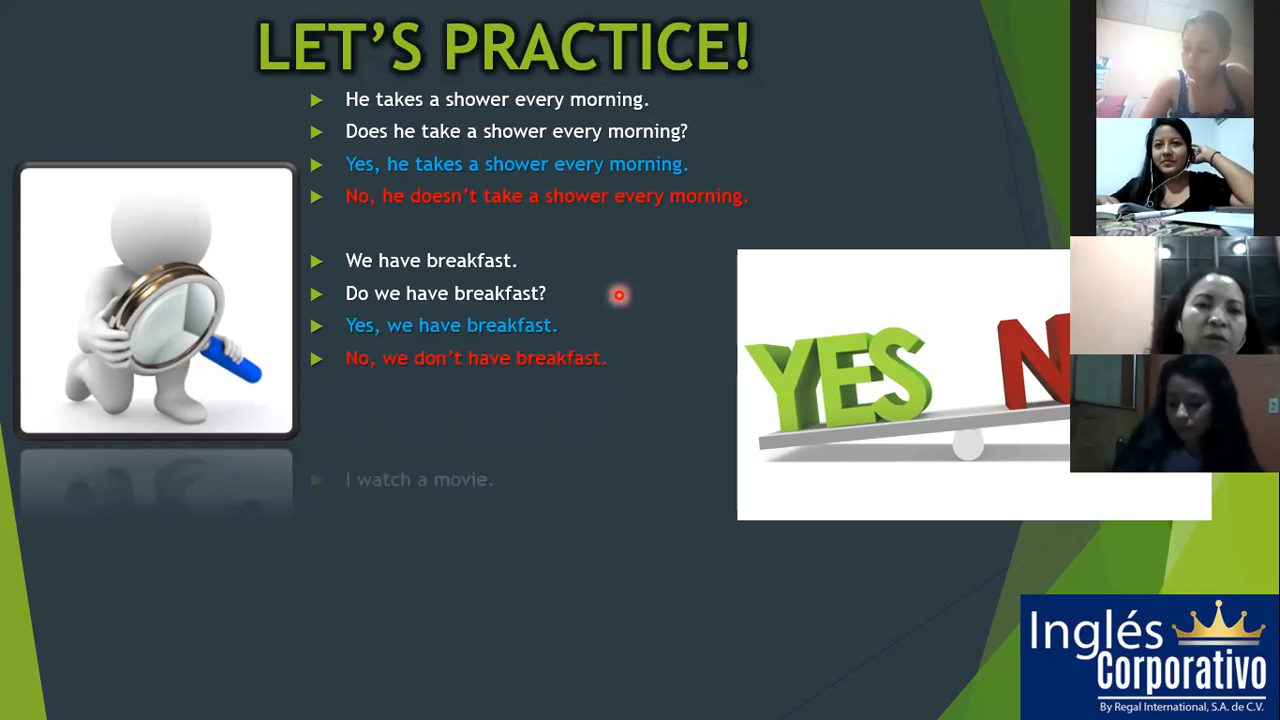 LET'S PRACTICE!
He takes a shower every morning.
Does he take a shower every morning?
Yes, he takes a shower every morning.
No, he doesn't take a shower every morning.
We have breakfast.
Do we have breakfast?
Yes, we have breakfast.
No, we don't have breakfast.
YES N
I watch a movie.
Inglés
Corporativo
By Regal International, S.A. de C.V.